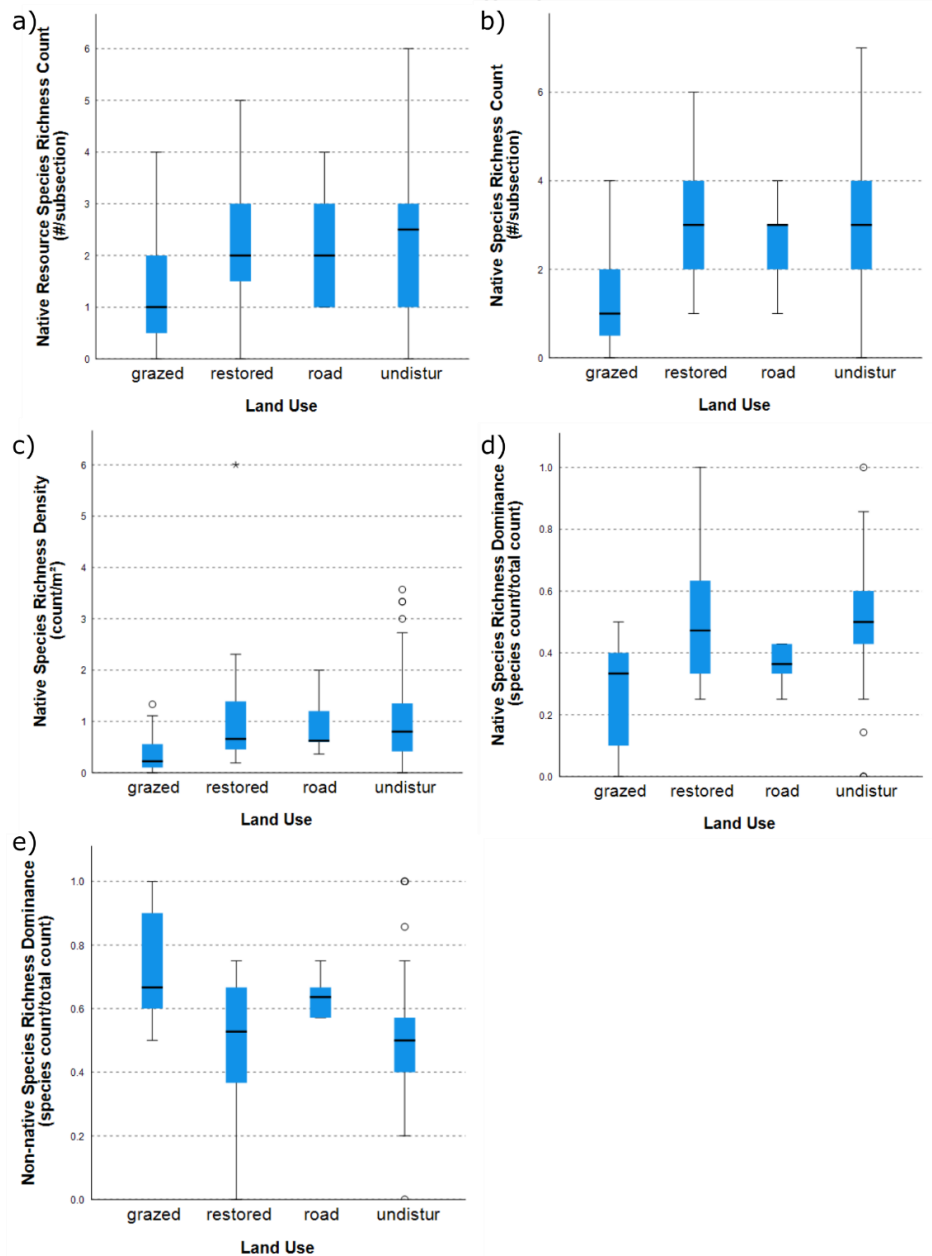 a)
Native Resource Species Richness Count
(#/subsection)
6
5
4
3
2
1
0
grazed restored road undistur
Land Use
b)
Native Species Richness Count
(#/subsection)
6
4
2
0
grazed restored road undistur
Land Use
c)
Native Species Richness Density
(count/m²)
6
5
4
3
2
1
0
grazed restored road undistur
Land Use
d)
Native Species Richness Dominance
(species count/total count)
1.0
0.8
0.6
0.4
0.2
0.0
grazed restored road undistur
Land Use
e)
Non-native Species Richness Dominance
(species count/total count)
1.0
0.8
0.6
0.4
0.2
0.0
grazed restored road undistur
Land Use